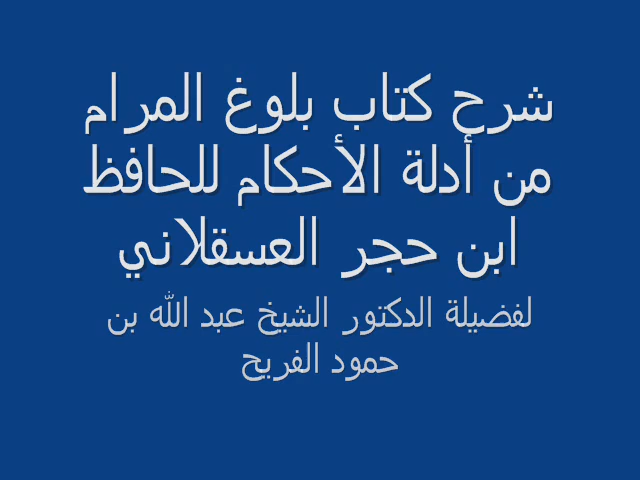 شرح كتاب بلوغ المرام
من أدلة الأحكام للحافظ
ابن حجر العسقلاني
لفضيلة الدكتور الشيخ عبد الله بن
حمود الفريح